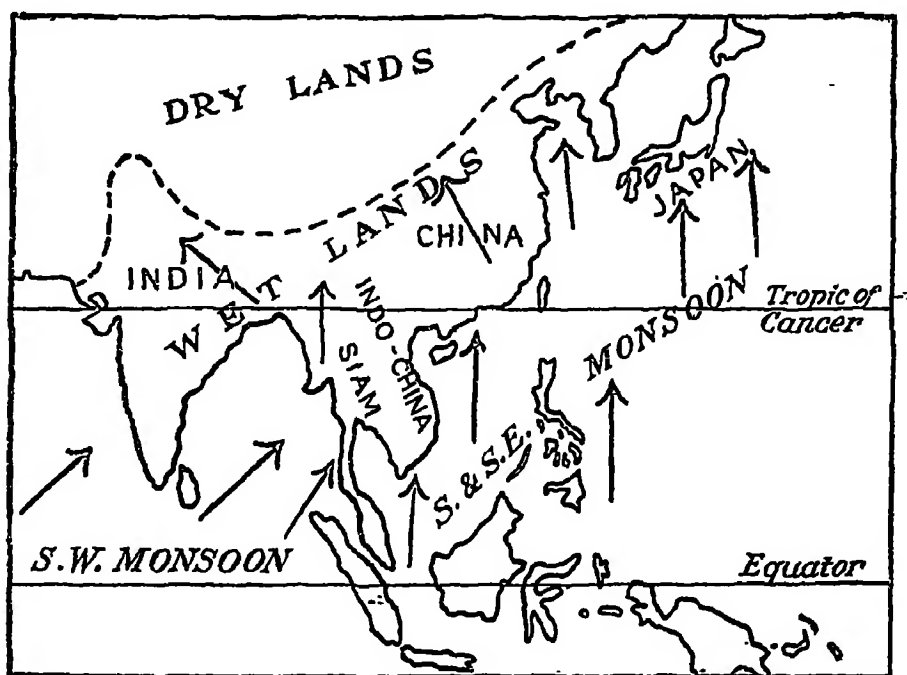 DRY LANDS
WET LANDS
CHINA
JAPAN
INDIA
INDO-CHINA
SIAM
Tropic of
Cancer
S. & S.E. MONSOON
S.W. MONSOON
Equator